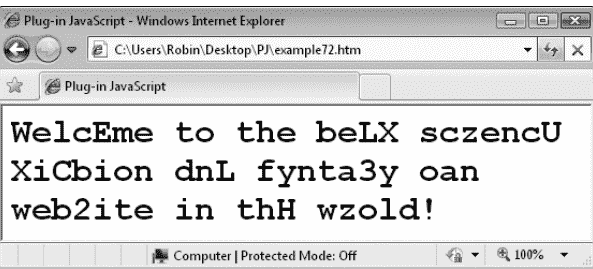 Plug-in JavaScript - Windows Internet Explorer
C:\Users\Robin\Desktop\PJ\example72.htm
Plug-in JavaScript
WelcEme to the beLX sczencU
XiCbion dnL fynta3y oan
web2ite in thH wzold!
Computer | Protected Mode: Off 100%